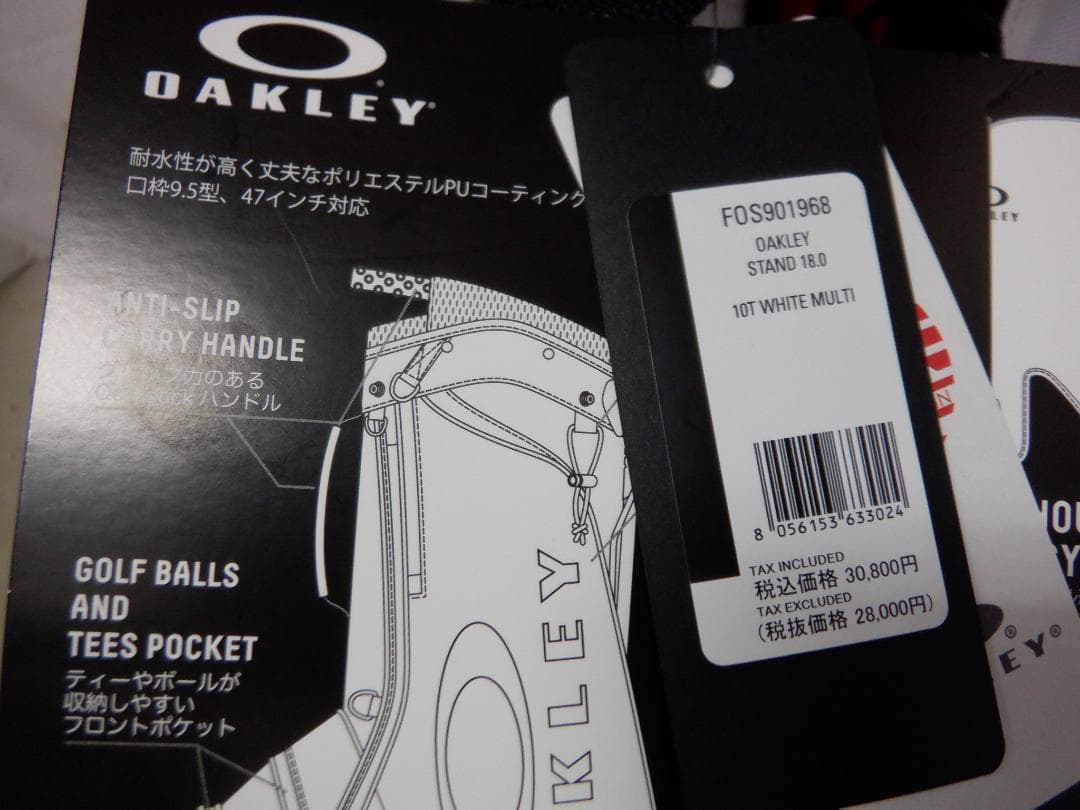 OAKLEY
耐水性が高く丈夫なポリエステルPUコーティング
口枠9.5型、47インチ対応
ANTI-SLIP
CARRY HANDLE
ハンドル
GOLF BALLS
AND
TEES POCKET
ティーやボールが
収納しやすい
フロントポケット
KLEY
FOS901968
OAKLEY
STAND 18.0
10T WHITE MULTI
8 056153 633024
TAX INCLUDED
税込価格 30,800円
TAX EXCLUDED
(税抜価格 28,000円)
LEY
EY®